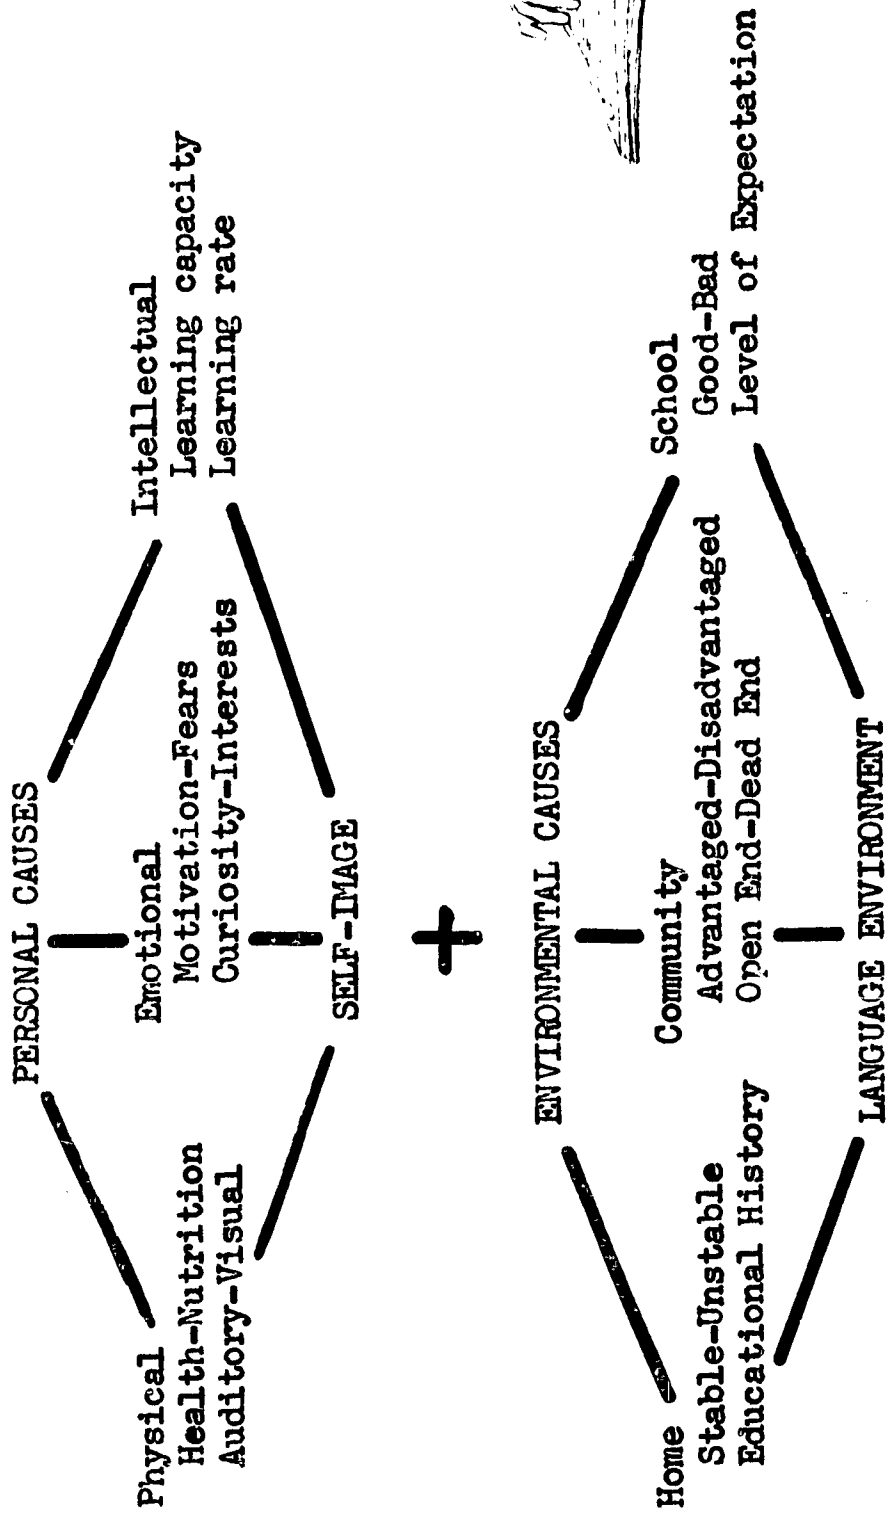 PERSONAL CAUSES
Physical
Health-Nutrition
Auditory-Visual
Emotional
Motivation-Fears
Curiosity-Interests
Intellectual
Learning capacity
Learning rate
SELF-IMAGE
+
ENVIRONMENTAL CAUSES
Home
Stable-Unstable
Educational History
Community
Advantaged-Disadvantaged
Open End-Dead End
School
Good-Bad
Level of Expectation
LANGUAGE ENVIRONMENT